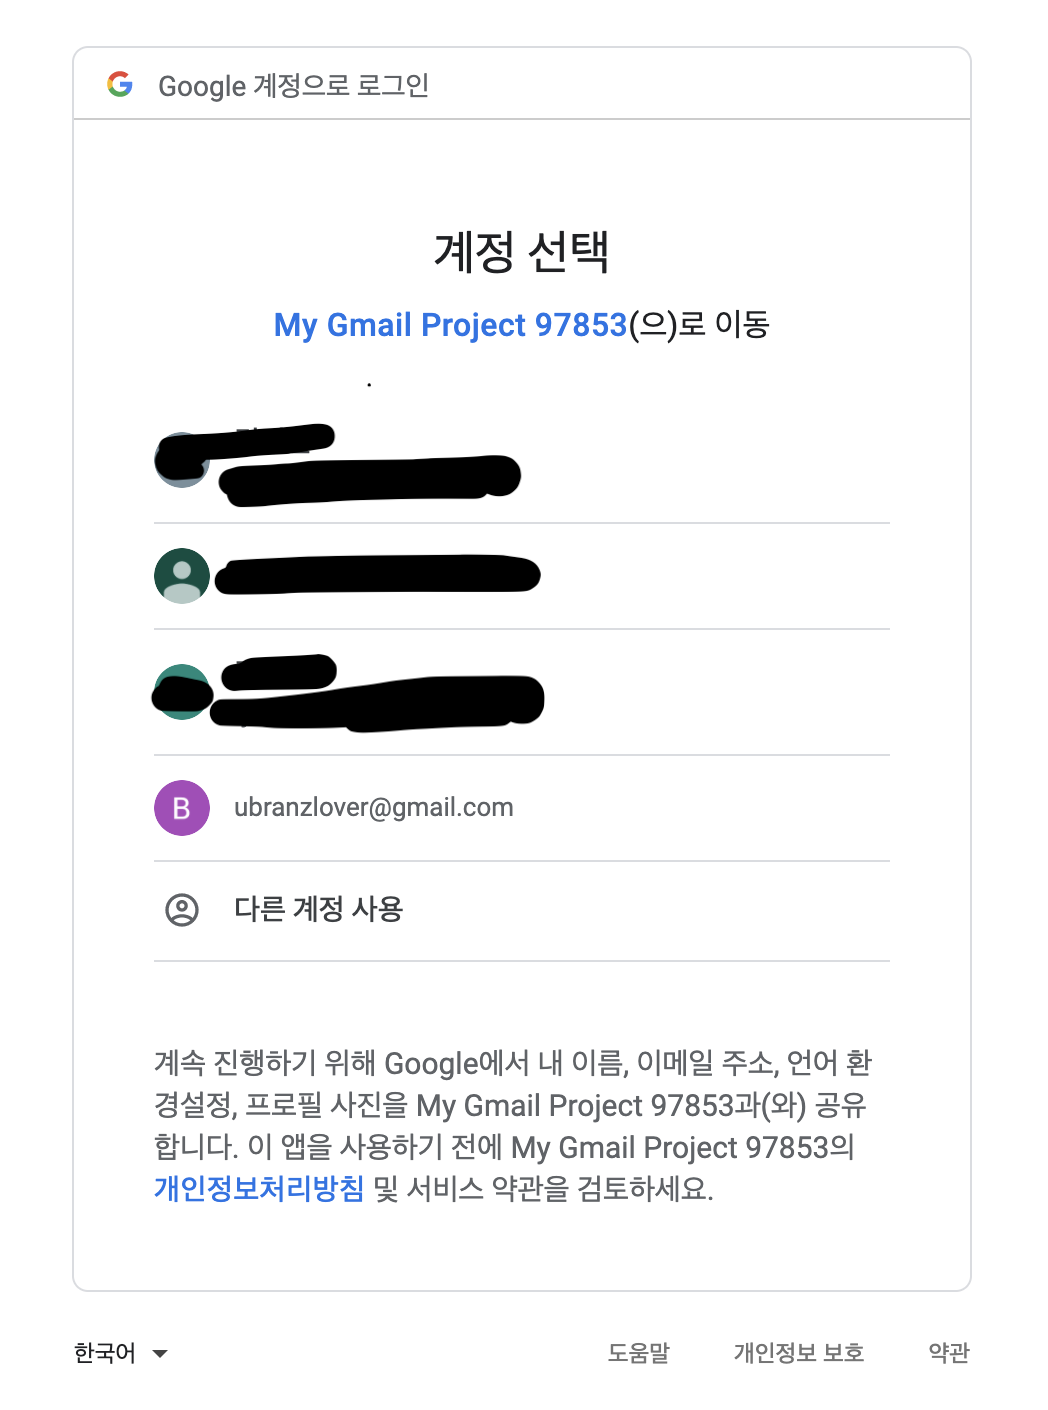 Google 계정으로 로그인
계정 선택
My Gmail Project 97853(으)로 이동
B
ubranzlover@gmail.com
다른 계정 사용
계속 진행하기 위해 Google에서 내 이름, 이메일 주소, 언어 환
경설정, 프로필 사진을 My Gmail Project 97853과(와) 공유
합니다. 이 앱을 사용하기 전에 My Gmail Project 97853의
개인정보처리방침 및 서비스 약관을 검토하세요.
한국어
도움말
개인정보 보호
약관